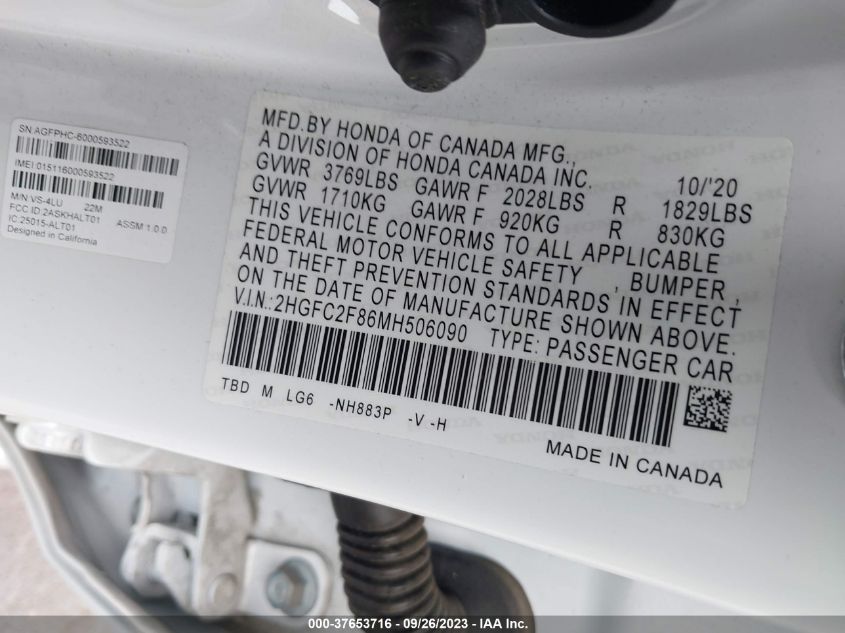 SN:AGFPHC-6000593522
IMEI:015116000593522
M/N VS-4LU 22M
FCC ID:2ASKHALT01 ASSM 1.0.0
IC:25015-ALT01
Designed in California
MFD.BY HONDA OF CANADA MFG.,
A DIVISION OF HONDA CANADA INC. 10/'20
GVWR 3769LBS GAWR F 2028LBS R 1829LBS
GVWR 1710KG GAWR F 920KG R 830KG
THIS VEHICLE CONFORMS TO ALL APPLICABLE
FEDERAL MOTOR VEHICLE SAFETY , BUMPER ,
AND THEFT PREVENTION STANDARDS IN EFFECT
ON THE DATE OF MANUFACTURE SHOWN ABOVE.
V.I.N.:2HGFC2F86MH506090 TYPE: PASSENGER CAR
TBD M LG6 -NH883P -V -H
MADE IN CANADA
000-37653716 / 09/26/2023 - IAA Inc.